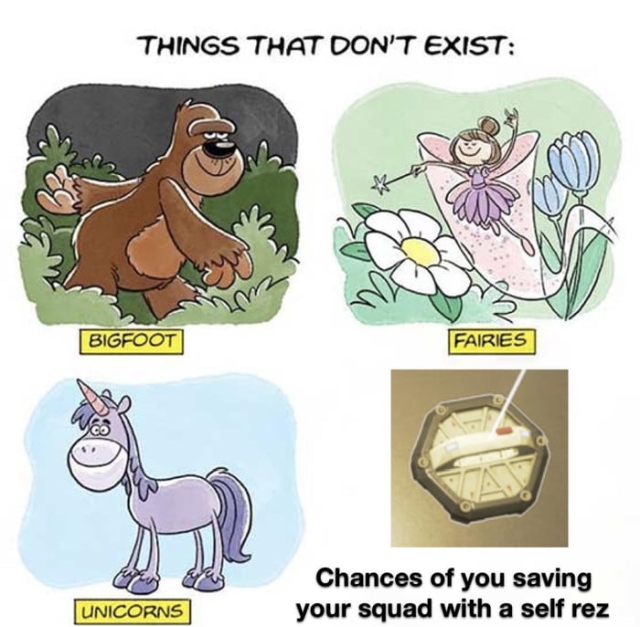 THINGS THAT DON'T EXIST:
BIGFOOT
FAIRIES
UNICORNS
Chances of you saving
your squad with a self rez